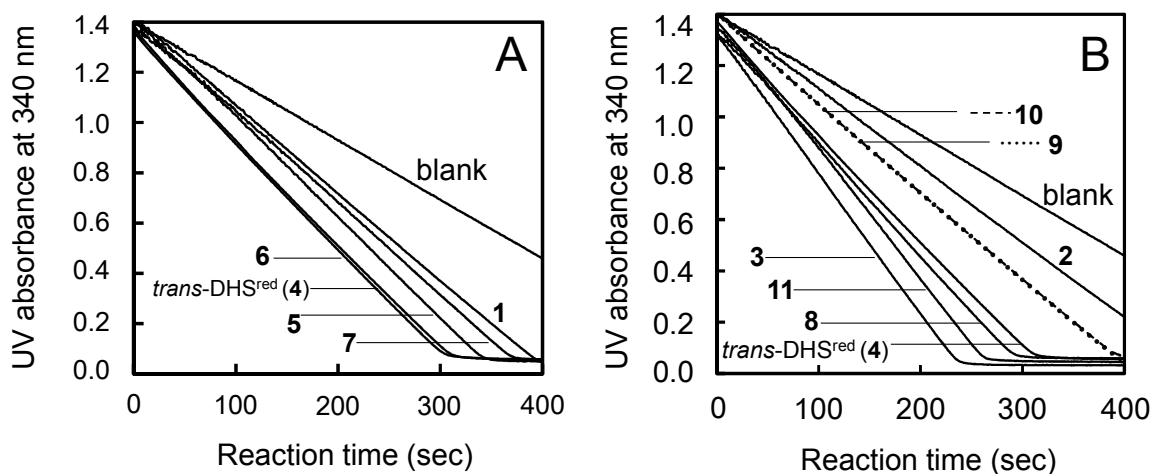 UV absorbance at 340 nm
1.4
1.2
1.0
0.8
0.6
0.4
0.2
0.0
A
blank
6
trans-DHSred (4)
5
7
1
0 100 200 300 400
Reaction time (sec)
UV absorbance at 340 nm
1.4
1.2
1.0
0.8
0.6
0.4
0.2
0.0
B
10
9
blank
2
3
11
8
trans-DHSred (4)
0 100 200 300 400
Reaction time (sec)